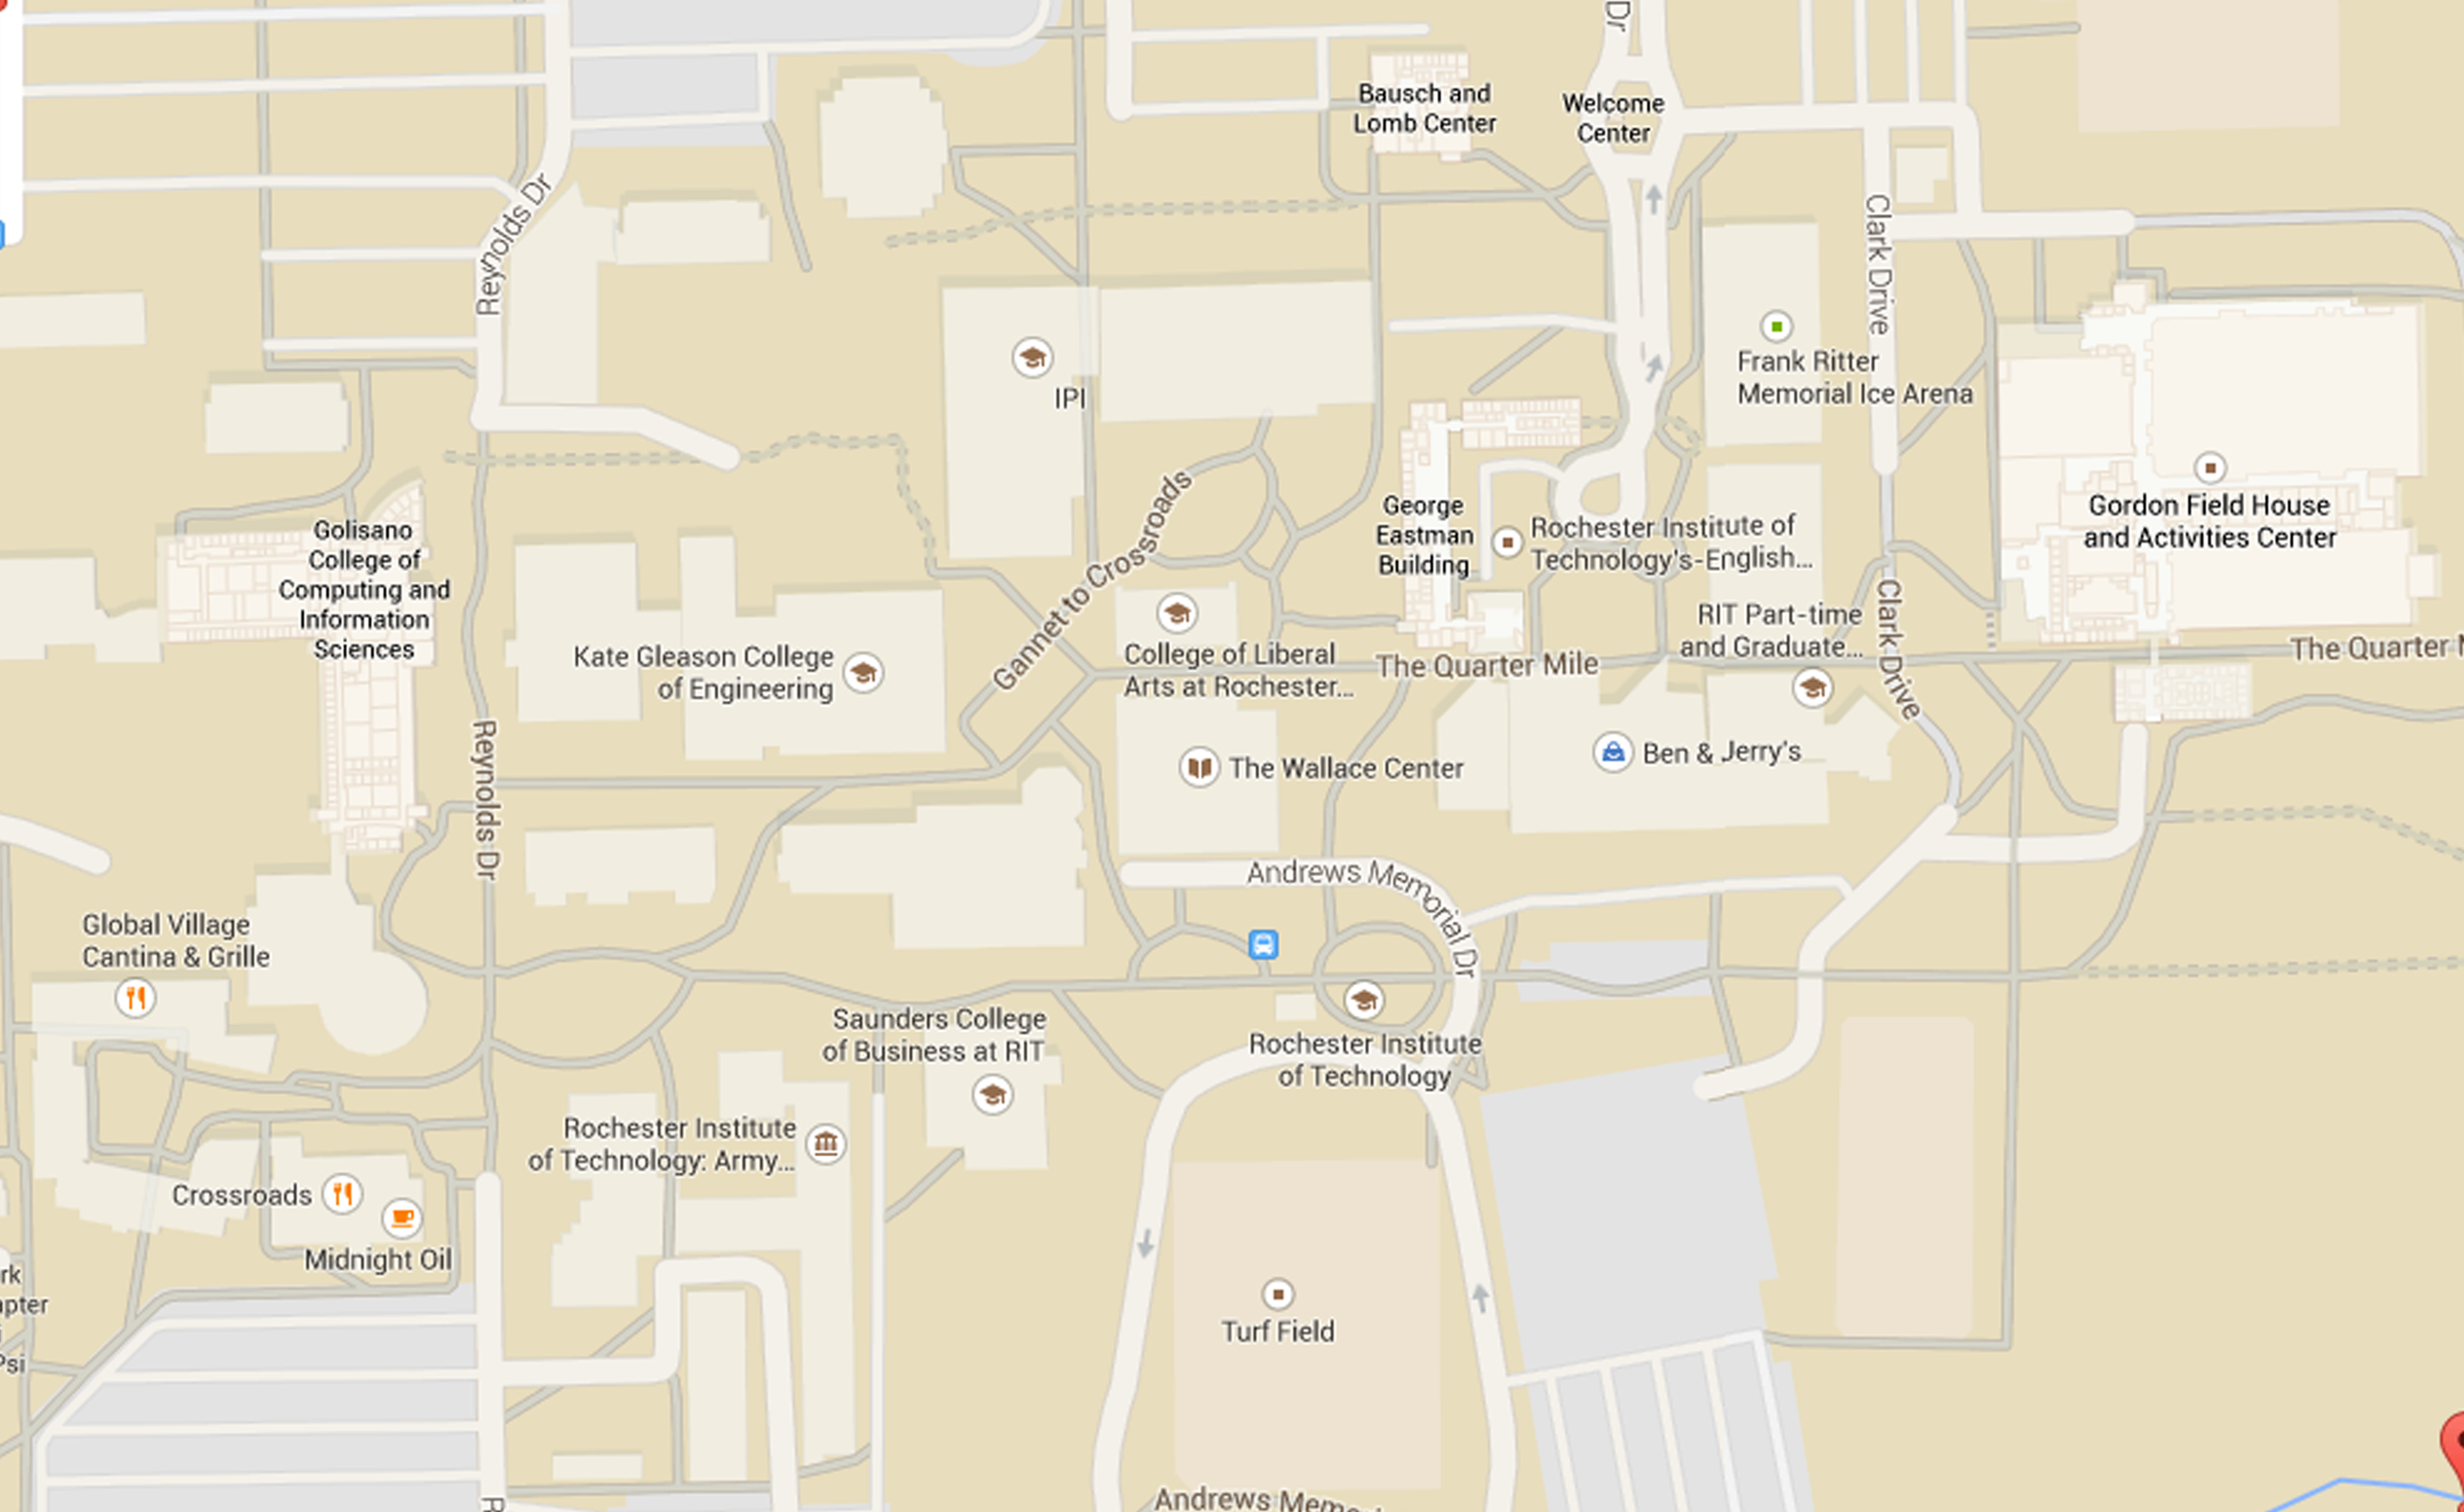 Dr
Bausch and
Lomb Center
Welcome
Center
Reynolds Dr
Clark Drive
Frank Ritter
Memorial Ice Arena
IPI
Gannet to Crossroads
George
Eastman
Building
Rochester Institute of
Technology's-English...
Gordon Field House
and Activities Center
Golisano
College of
Computing and
Information
Sciences
Kate Gleason College
of Engineering
College of Liberal
Arts at Rochester...
The Quarter Mile
RIT Part-time
and Graduate...
Clark Drive
The Quarter
Reynolds Dr
The Wallace Center
Ben & Jerry's
Andrews Memorial Dr
Global Village
Cantina & Grille
Saunders College
of Business at RIT
Rochester Institute
of Technology
Rochester Institute
of Technology: Army...
Crossroads
Midnight Oil
rk
apter
Psi
Turf Field
Andrews Memori
R